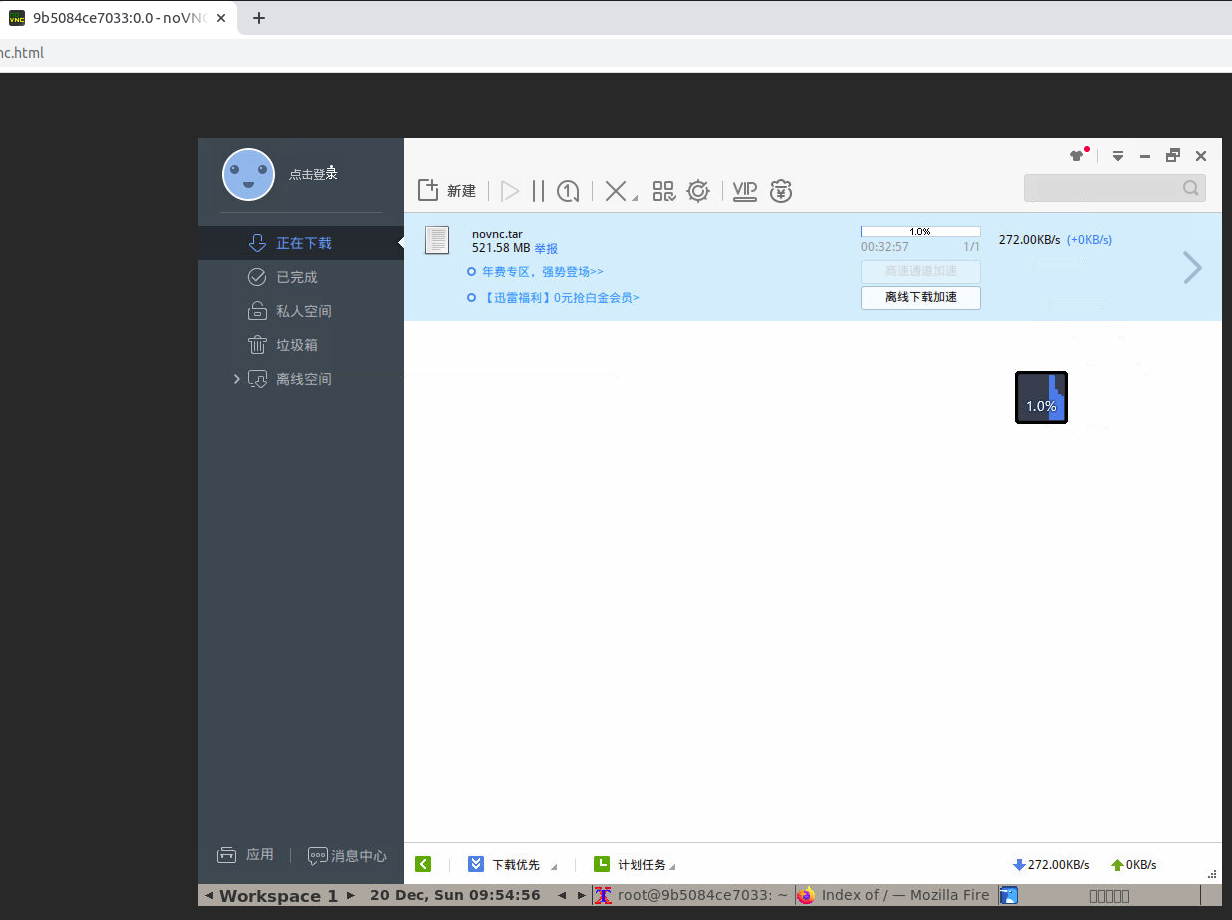 9b5084ce7033:0.0 - noVNC
nc.html
点击登录
新建
VIP
正在下载
已完成
私人空间
垃圾箱
离线空间
novnc.tar
521.58 MB 举报
年费专区，强势登场>>
【迅雷福利】0元抢白金会员>
1.0%
00:32:57 1/1
高速通道加速
离线下载加速
272.00KB/s (+0KB/s)
1.0%
应用
消息中心
下载优先
计划任务
272.00KB/s
0KB/s
Workspace 1
20 Dec, Sun 09:54:56
root@9b5084ce7033: ~
Index of / — Mozilla Fire